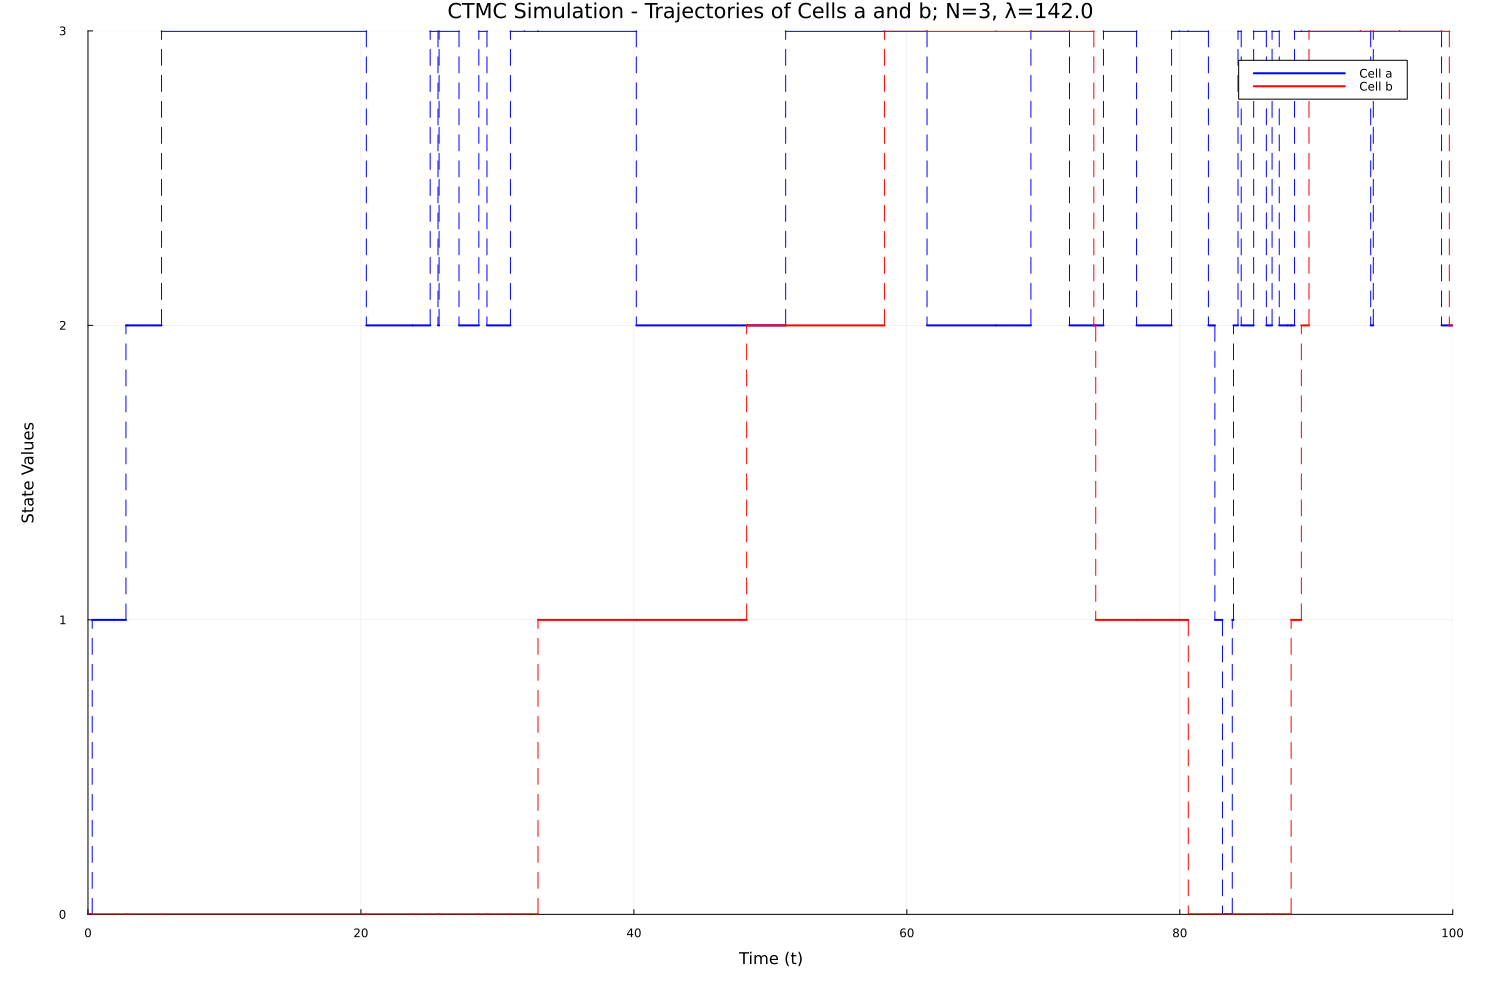 CTMC Simulation - Trajectories of Cells a and b; N=3, λ=142.0
3
Cell a
Cell b
2
State Values
1
0
0 20 40 60 80 100
Time (t)